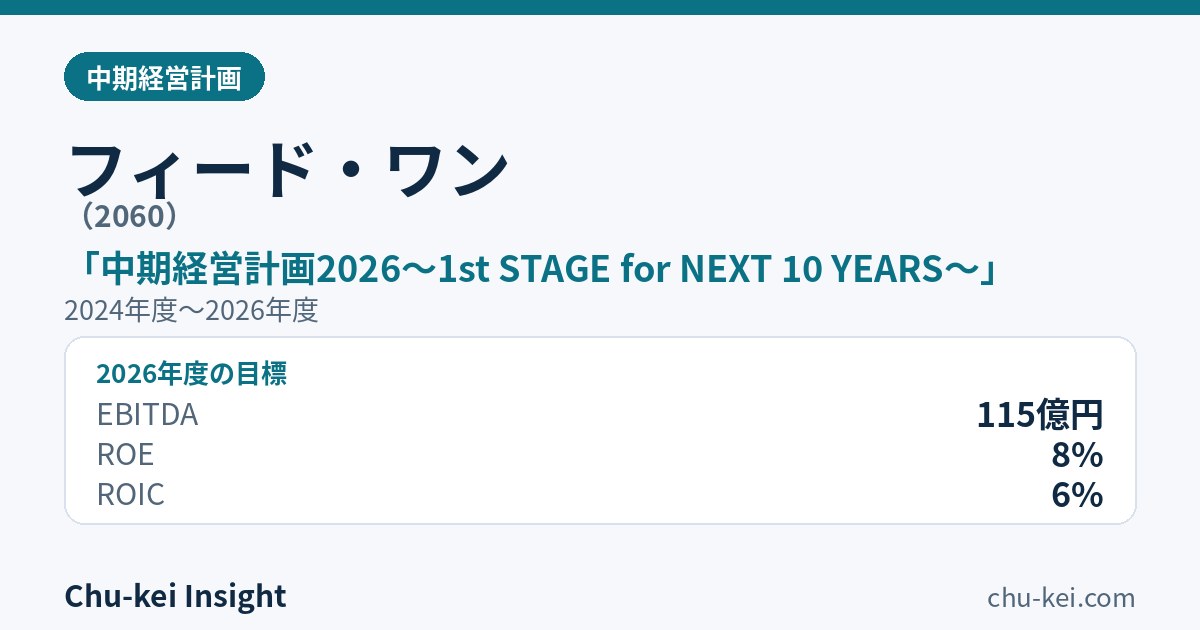 中期経営計画
フィード・ワン
（2060）
「中期経営計画2026～1st STAGE for NEXT 10 YEARS～」
2024年度～2026年度
2026年度の目標
EBITDA 115億円
ROE 8%
ROIC 6%
Chu-kei Insight chu-kei.com